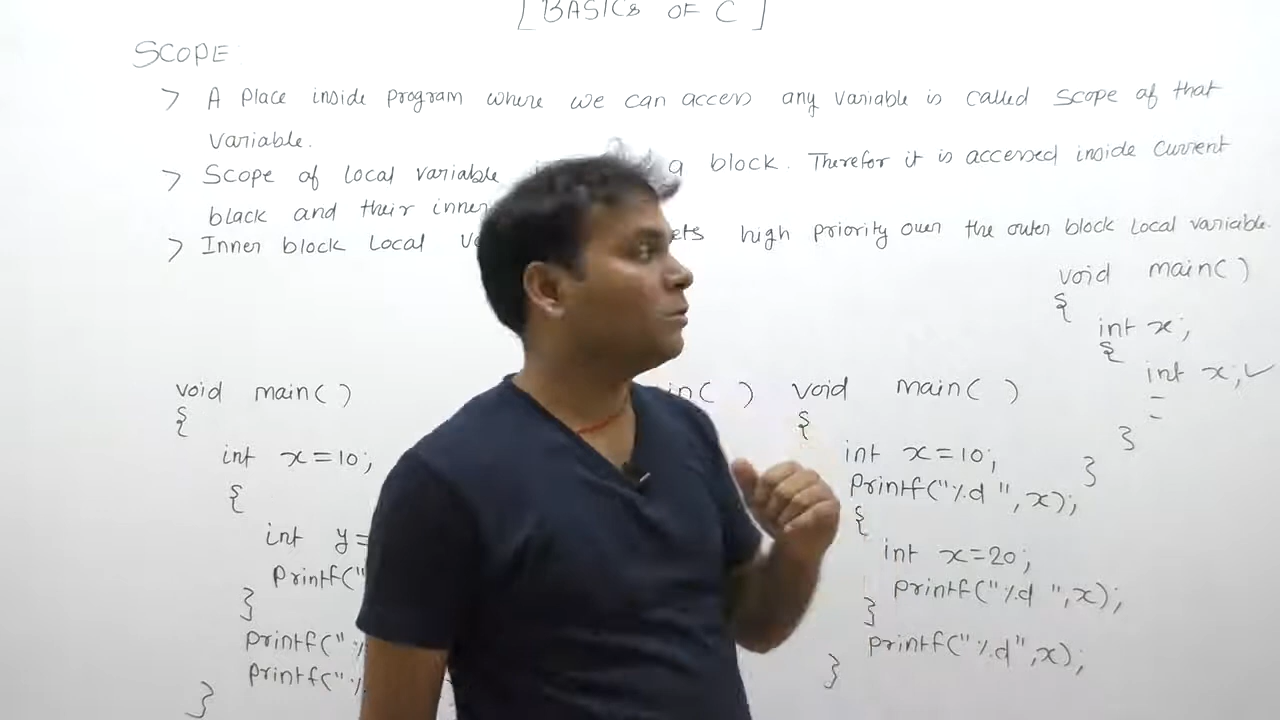 [ BASICS OF C ]
SCOPE
> A Place inside program where we can access any variable is called scope of that
variable.
> Scope of local variable a block. Therefor it is accessed inside current
black and their inner
> Inner block Local high priority over the outer block Local variable.
void main( )
{
int x;
{
int x; ✓
=
}
}
void main( )
{
int x=10;
{
int y=
Printf("
}
Printf("%
Printf("%
}
( )
void main( )
{
int x=10;
Printf("%d ", x);
{
int x=20;
Printf("%d ",x);
}
Printf("%d",x);
}